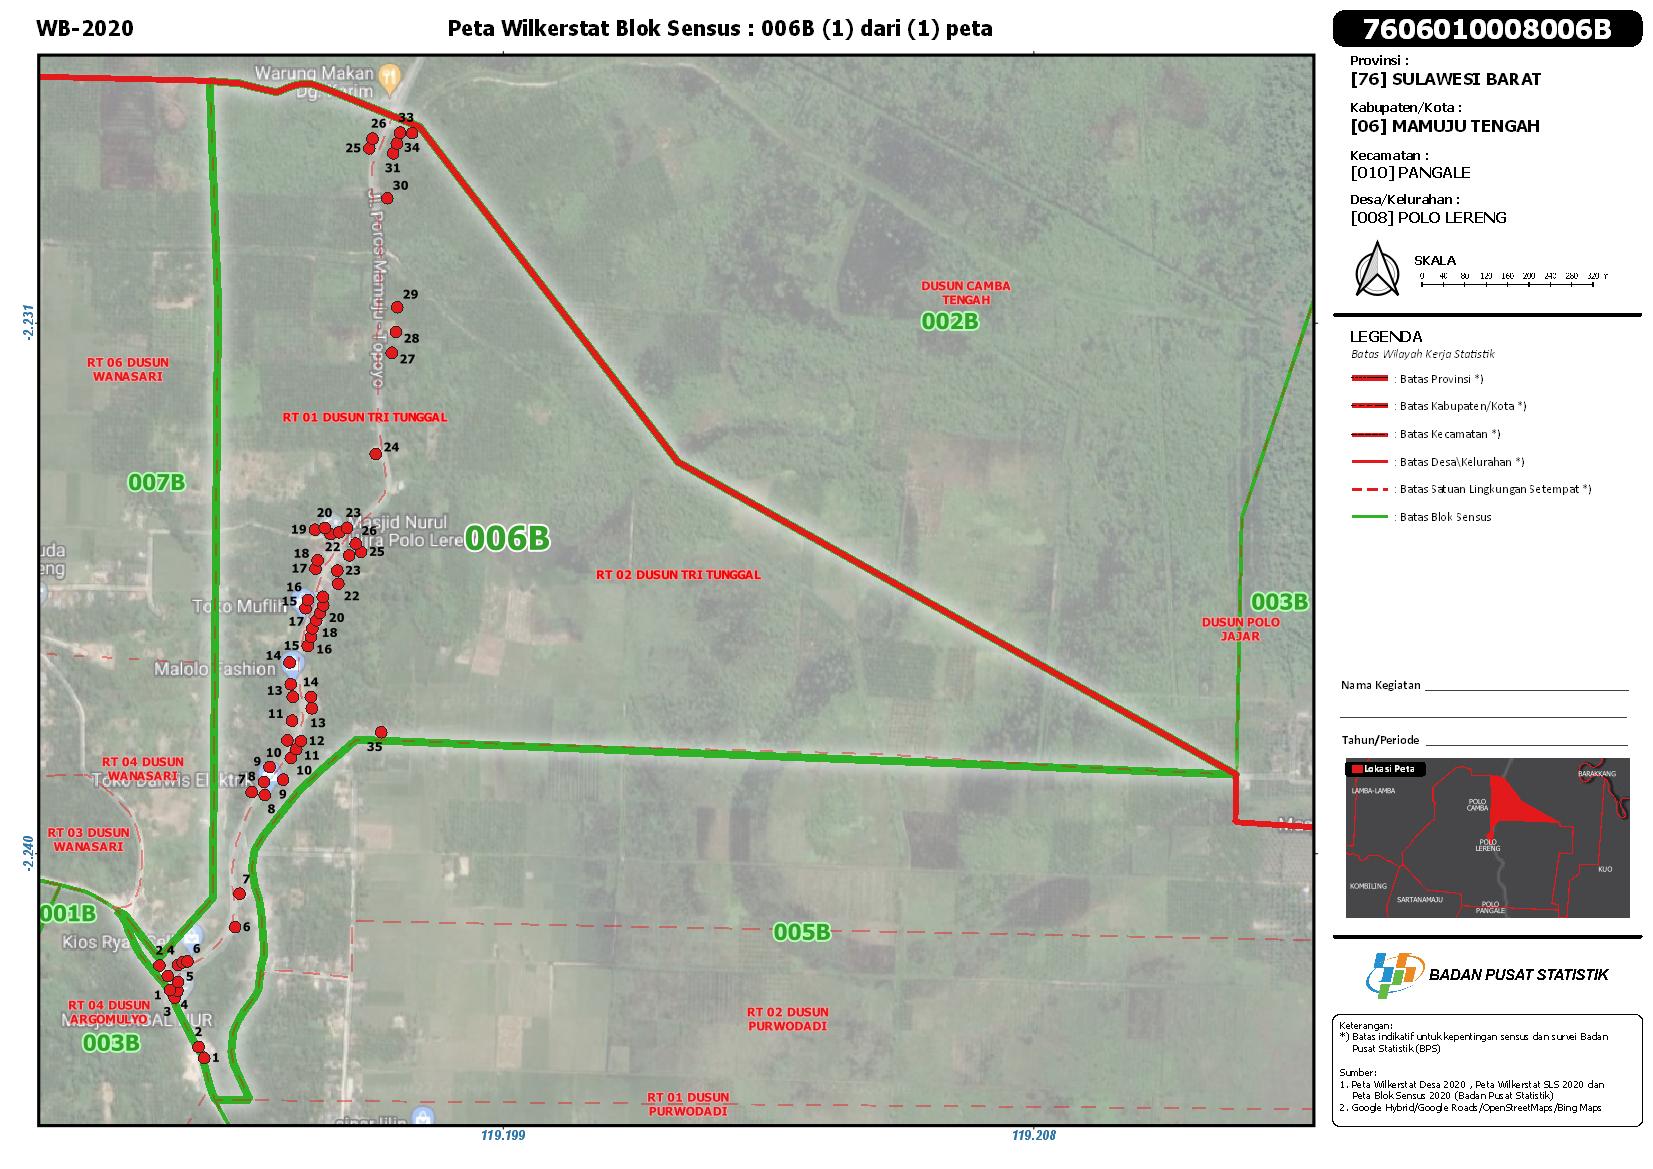 WB-2020
Peta Wilkerstat Blok Sensus : 006B (1) dari (1) peta
7606010008006B
Provinsi :
[76] SULAWESI BARAT
Kabupaten/Kota :
[06] MAMUJU TENGAH
Kecamatan :
[010] PANGALE
Desa/Kelurahan :
[008] POLO LERENG
SKALA
0 40 80 120 160 200 240 280 320 m
LEGENDA
Batas Wilayah Kerja Statistik
: Batas Provinsi *)
: Batas Kabupaten/Kota *)
: Batas Kecamatan *)
: Batas Desa\Kelurahan *)
: Batas Satuan Lingkungan Setempat *)
: Batas Blok Sensus
Nama Kegiatan
Tahun/Periode
Lokasi Peta
BARAKKANG
LAMBA-LAMBA
POLO
CAMBA
POLO
LERENG
KUO
KOMBILING
SARTANAMAJU
POLO
PANGALE
BADAN PUSAT STATISTIK
Keterangan:
*) Batas indikatif untuk kepentingan sensus dan survei Badan
Pusat Statistik (BPS)
Sumber:
1. Peta Wilkerstat Desa 2020 , Peta Wilkerstat SLS 2020 dan
Peta Blok Sensus 2020 (Badan Pusat Statistik)
2. Google Hybrid/Google Roads/OpenStreetMaps/Bing Maps
Warung Makan
Dg. Karim
26
33
25
34
31
30
Jl. Poros Mamuju - Topoyo
29
28
27
DUSUN CAMBA
TENGAH
002B
-2.231
RT 06 DUSUN
WANASARI
RT 01 DUSUN TRI TUNGGAL
24
007B
20
23
19
Masjid Nurul
22
26
25
006B
18
17
23
RT 02 DUSUN TRI TUNGGAL
16
15
22
Toko Muflih
17
20
18
15
16
003B
DUSUN POLO
JAJAR
14
Malolo Fashion
13
14
11
13
35
10
12
11
9
10
RT 04 DUSUN
WANASARI
7
8
9
8
RT 03 DUSUN
WANASARI
-2.240
7
001B
6
005B
2
4
6
5
1
3
4
RT 04 DUSUN
ARGOMULYO
003B
2
1
RT 02 DUSUN
PURWODADI
RT 01 DUSUN
PURWODADI
119.199
119.208